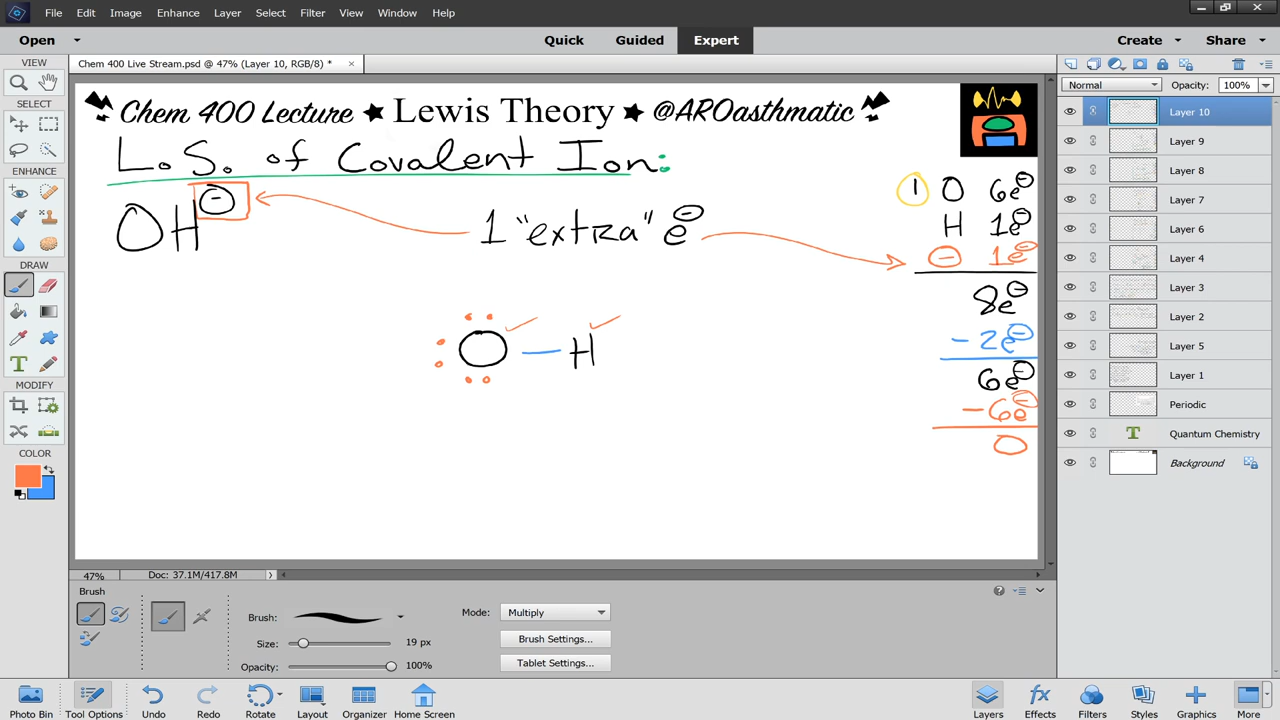 File Edit Image Enhance Layer Select Filter View Window Help
Open Quick Guided Expert Create Share
VIEW
SELECT
ENHANCE
DRAW
COLOR
MODIFY
Chem 400 Live Stream.psd @ 47% (Layer 10, RGB/8) * ×
Chem 400 Lecture ★ Lewis Theory ★ @AROasthmatic
L.S. of Covalent Ion:
OH⊖
1 "extra" e⊖
O — H
1 O 6e⊖
H 1e⊖
⊖ 1e⊖
8e⊖
- 2e⊖
6e⊖
- 6e⊖
0
Normal Opacity: 100%
Layer 10
Layer 9
Layer 8
Layer 7
Layer 6
Layer 4
Layer 3
Layer 2
Layer 5
Layer 1
Periodic
T Quantum Chemistry
Background
47% Doc: 37.1M/417.8M
Brush
Brush:
Size: 19 px
Opacity: 100%
Mode: Multiply
Brush Settings...
Tablet Settings...
Photo Bin Tool Options Undo Redo Rotate Layout Organizer Home Screen Layers Effects Filters Styles Graphics More